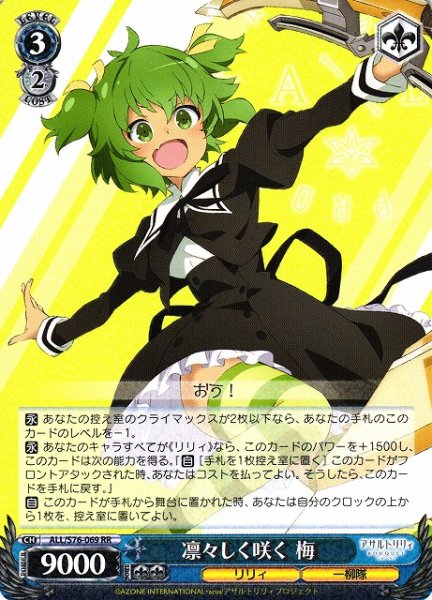 LEVEL
3
2
COST
A
L
P R O
おう！
永 あなたの控え室のクライマックスが2枚以下なら、あなたの手札のこの
カードのレベルを－1。
永 あなたのキャラすべてが《リリィ》なら、このカードのパワーを＋1500し、
このカードは次の能力を得る。『自［手札を1枚控え室に置く］このカードがフ
ロントアタックされた時、あなたはコストを払ってよい。そうしたら、このカー
ドを手札に戻す。』
自 このカードが手札から舞台に置かれた時、あなたは自分のクロックの上か
ら1枚を、控え室に置いてよい。
CH
ALL/S76-069 RR
9000
凛々しく咲く 梅
アサルトリリィ
BOUQUET
リリィ
一柳隊
©AZONE INTERNATIONAL･acus/アサルトリリィプロジェクト